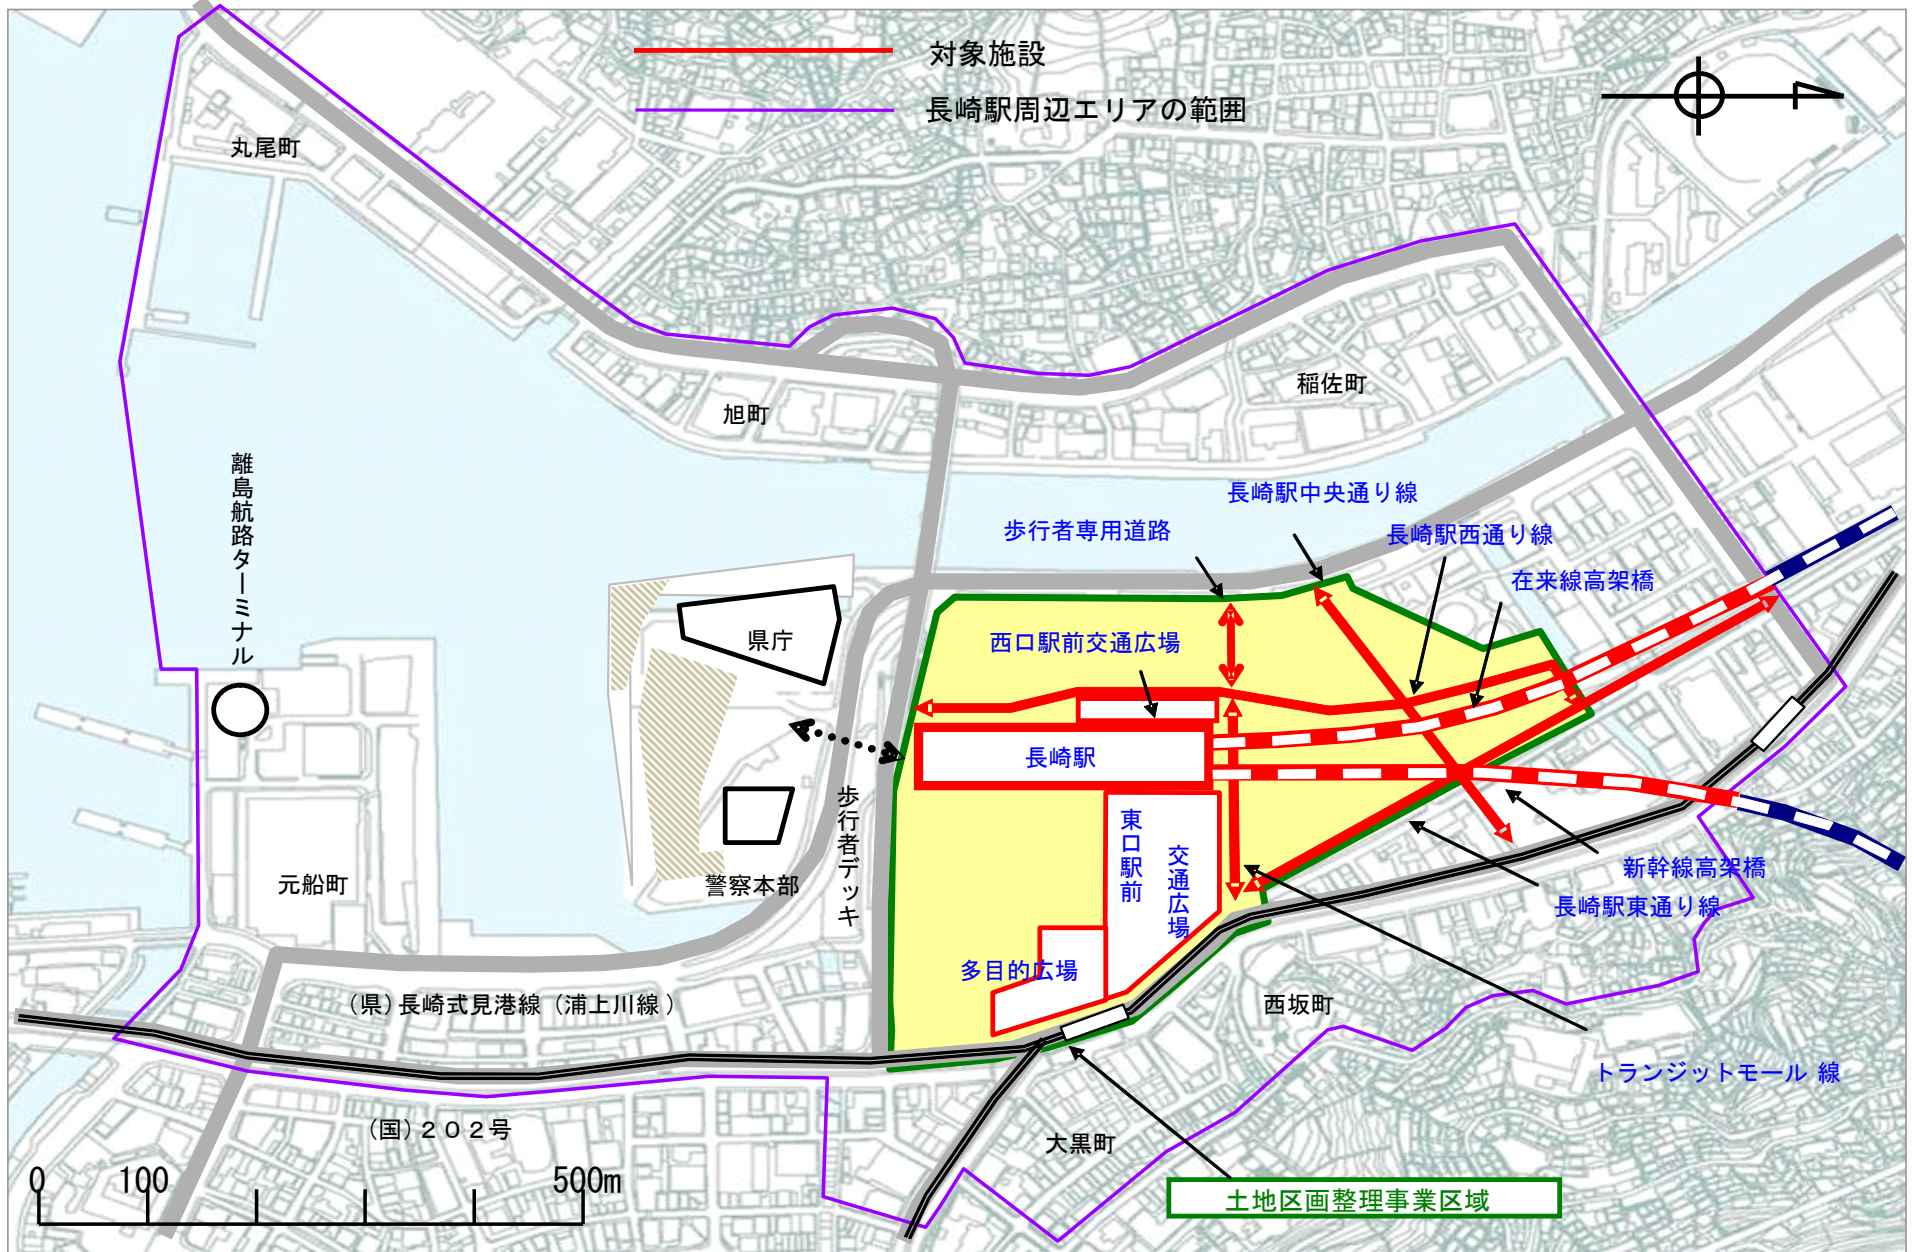 対象施設
長崎駅周辺エリアの範囲
丸尾町
稲佐町
旭町
離島航路ターミナル
長崎駅中央通り線
歩行者専用道路
長崎駅西通り線
在来線高架橋
県庁
西口駅前交通広場
長崎駅
歩行者デッキ
東口駅前
交通広場
新幹線高架橋
元船町
警察本部
長崎駅東通り線
多目的広場
(県)長崎式見港線(浦上川線)
西坂町
トランジットモール 線
(国)202号
大黒町
0 100 500m
土地区画整理事業区域